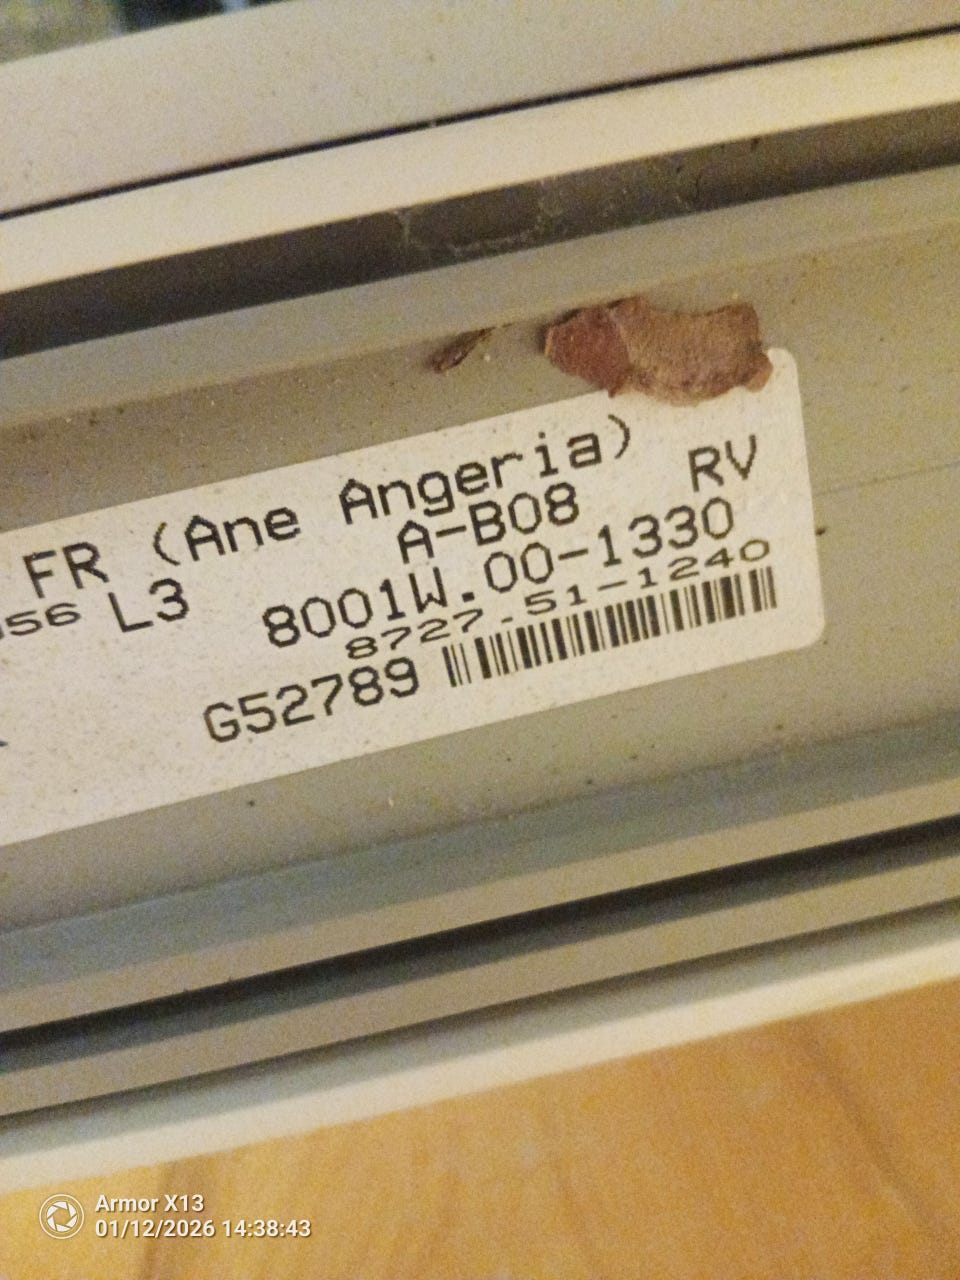 FR (Ane Angeria) RV
56 L3 A-B08
8001W.00-1330
8727-51-1240
G52789
Armor X13
01/12/2026 14:38:43